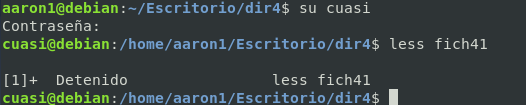 aaron1@debian:~/Escritorio/dir4$ su cuasi
Contraseña:
cuasi@debian:/home/aaron1/Escritorio/dir4$ less fich41
[1]+  Detenido                less fich41
cuasi@debian:/home/aaron1/Escritorio/dir4$